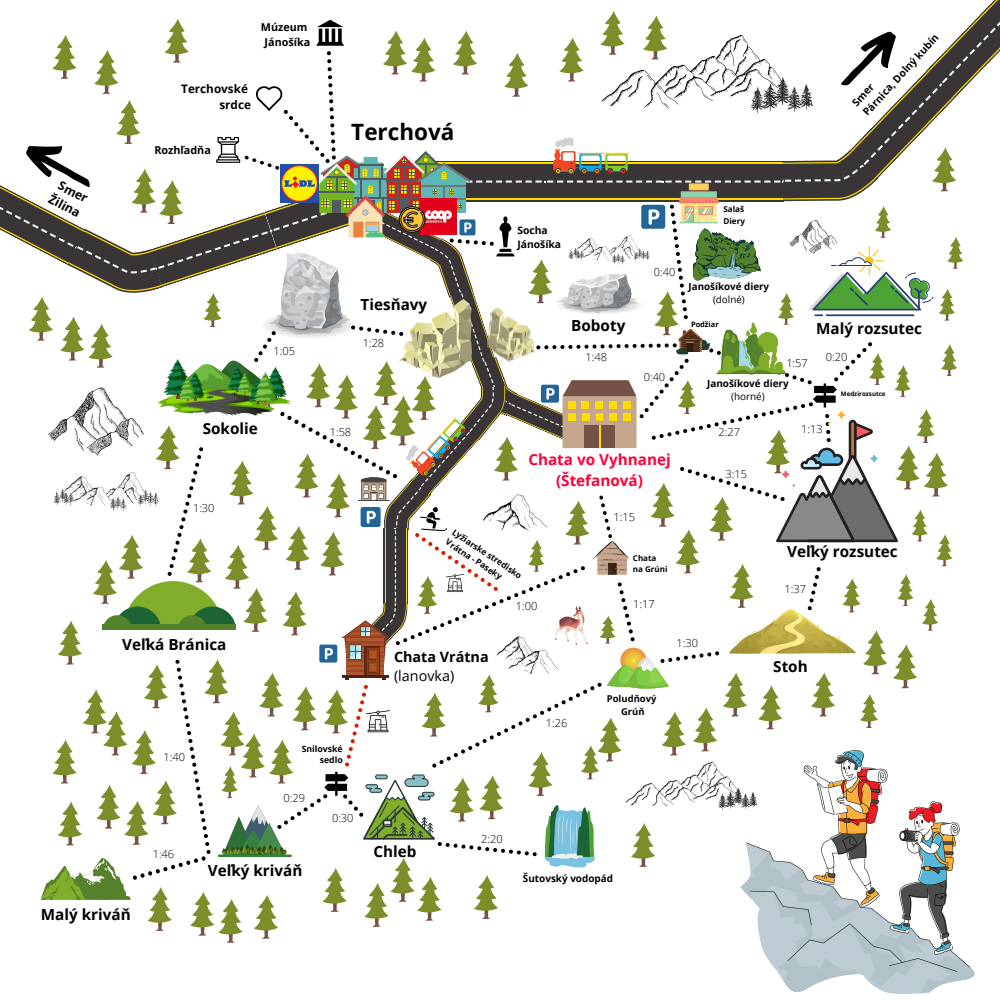 Múzeum
Jánošíka
Terchovské
srdce
Rozhľadňa
Terchová
Smer
Párnica, Dolný kubín
Smer
Žilina
LIDL
coop
P
Socha
Jánošíka
P
Salaš
Diery
Janošíkové diery
(dolné)
0:40
Tiesňavy
1:28
1:05
Boboty
1:48
Podžiar
Janošíkové diery
(horné)
1:57
0:20
Malý rozsutec
Medzirozsutce
0:40
P
Sokolie
1:58
2:27
1:13
Chata vo Vyhnanej
(Štefanová)
3:15
1:30
P
Lyžiarske stredisko
Vrátna - Paseky
1:15
Chata
na Grúni
Veľký rozsutec
1:37
1:00
1:17
Veľká Bránica
P
Chata Vrátna
(lanovka)
1:30
Stoh
Poludňový
Grúň
1:26
1:40
Snilovské
sedlo
0:29
0:30
Chleb
2:20
Šutovský vodopád
1:46
Veľký kriváň
Malý kriváň